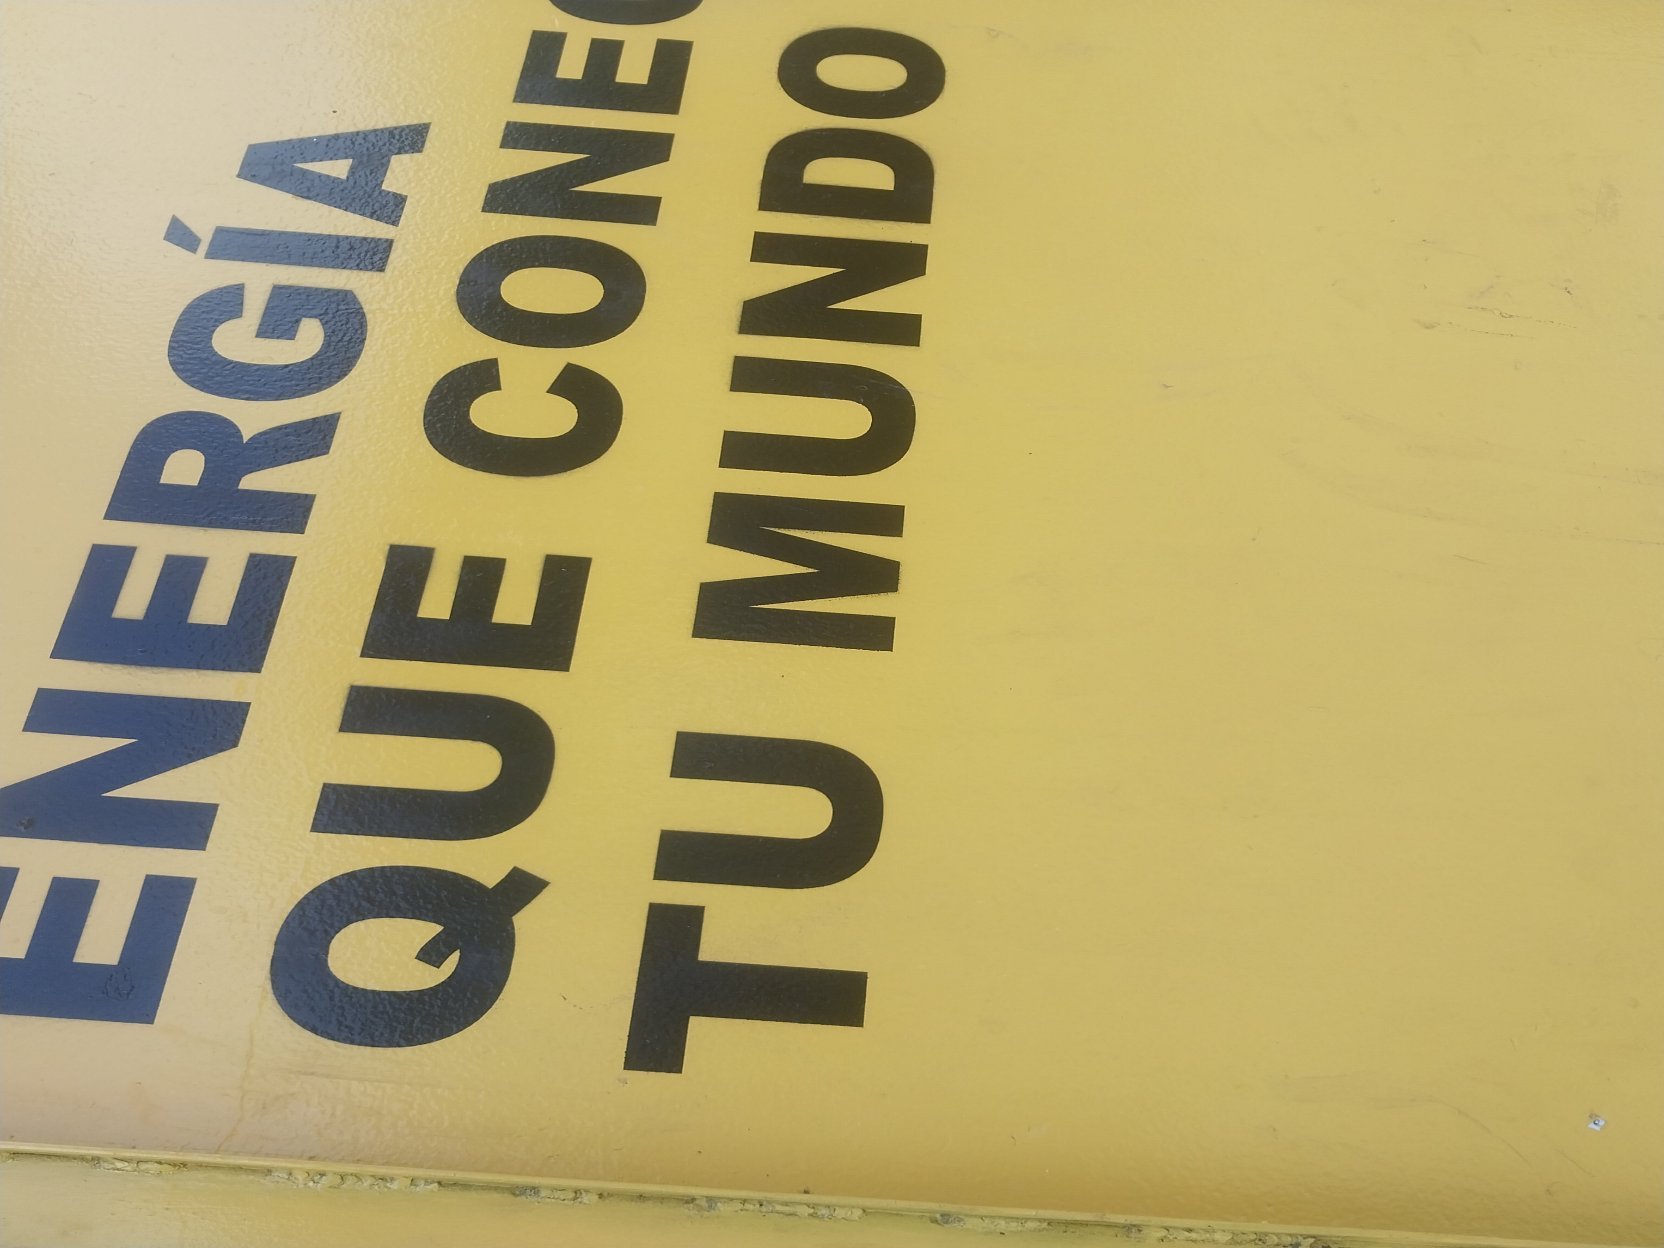 ENERGÍA
QUE CONEC
TU MUNDO